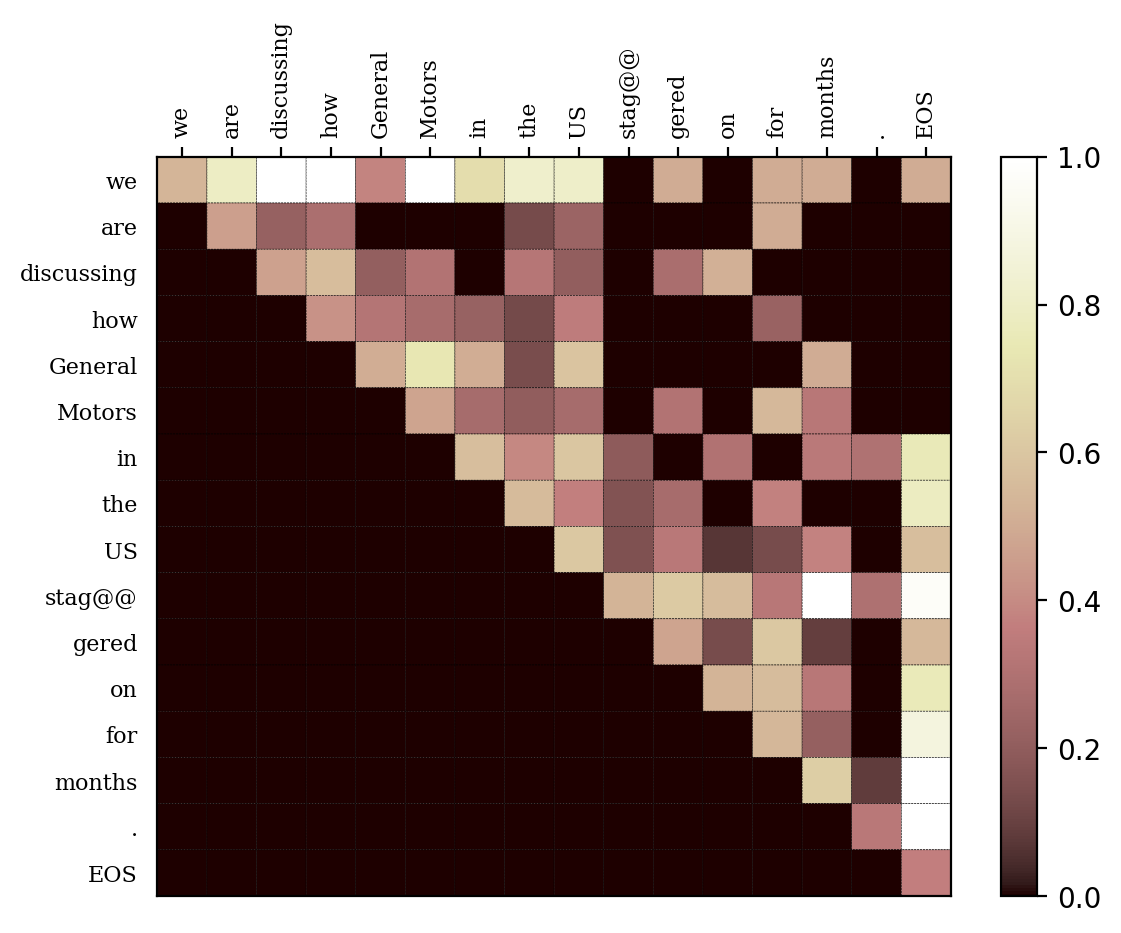 we are discussing how General Motors in the US stag@@ gered on for months . EOS
we
are
discussing
how
General
Motors
in
the
US
stag@@
gered
on
for
months
.
EOS
1.0
0.8
0.6
0.4
0.2
0.0